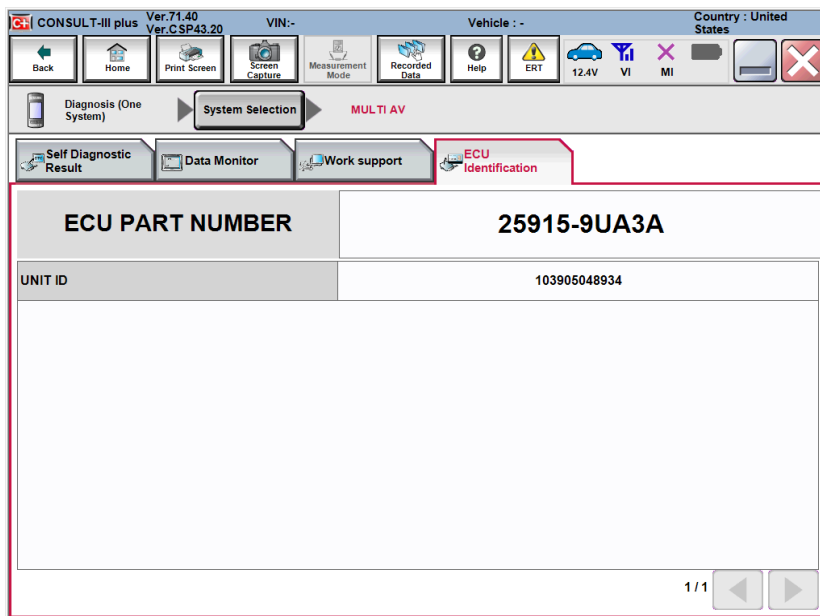 C+ CONSULT-III plus Ver.71.40 VIN:- Vehicle : - Country : United
Ver.CSP43.20 States
Back Home Print Screen Screen Capture Measurement Mode Recorded Data Help ERT 12.4V VI MI
Diagnosis (One
System) System Selection MULTI AV
Self Diagnostic
Result Data Monitor Work support ECU
Identification
ECU PART NUMBER 25915-9UA3A
UNIT ID 103905048934
1/1